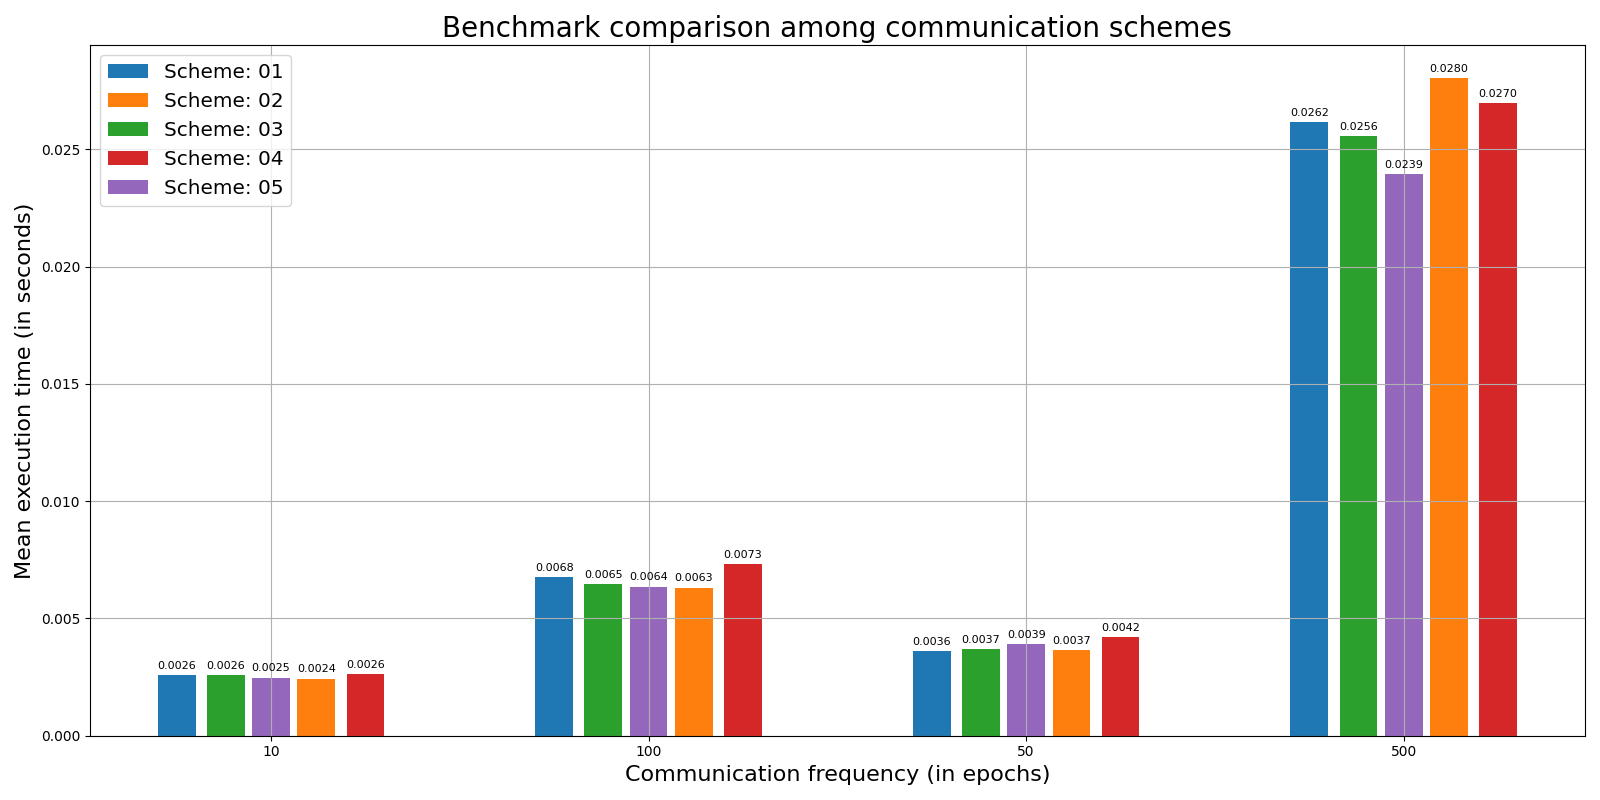 Benchmark comparison among communication schemes
Scheme: 01
Scheme: 02
Scheme: 03
Scheme: 04
Scheme: 05
Mean execution time (in seconds)
0.025
0.020
0.015
0.010
0.005
0.000
0.0026 0.0026 0.0025 0.0024 0.0026
0.0068 0.0065 0.0064 0.0063 0.0073
0.0036 0.0037 0.0039 0.0037 0.0042
0.0262 0.0256 0.0239 0.0280 0.0270
10 100 50 500
Communication frequency (in epochs)